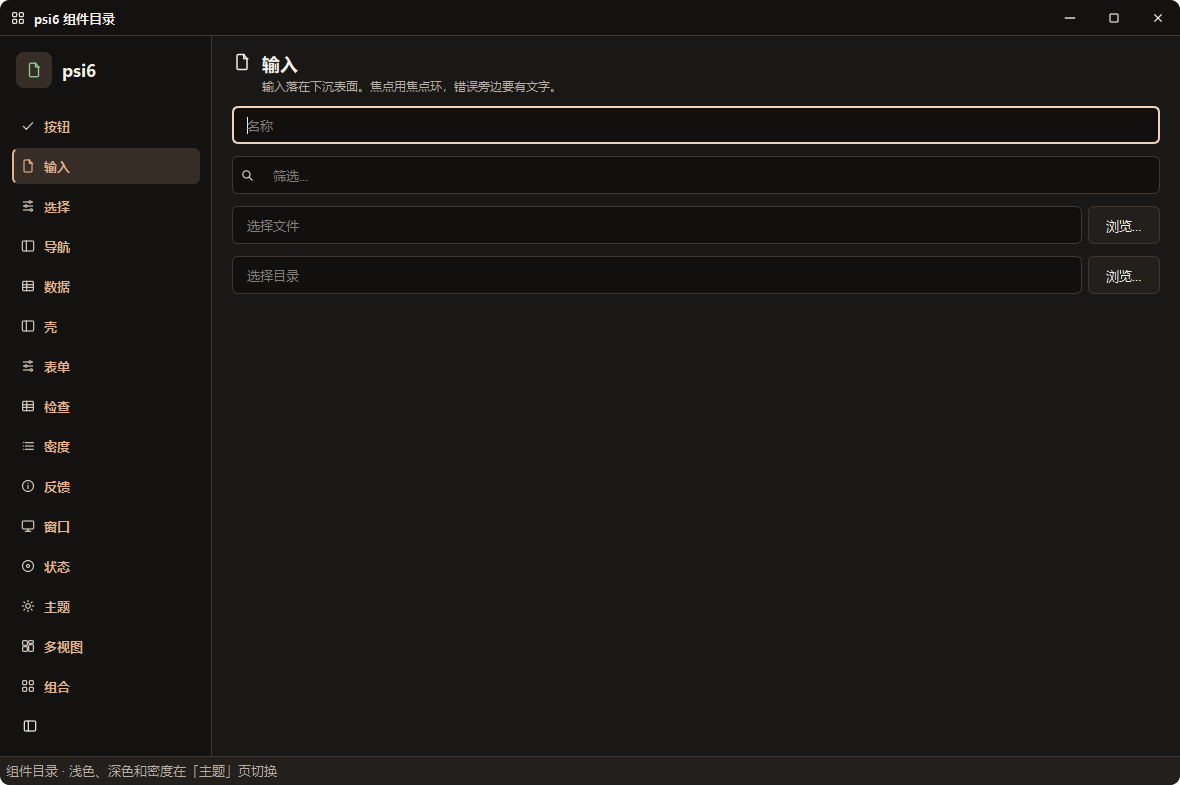 psi6 组件目录
psi6
按钮
输入
选择
导航
数据
壳
表单
检查
密度
反馈
窗口
状态
主题
多视图
组合
输入
输入落在下沉表面。焦点用焦点环，错误旁边要有文字。
名称
筛选...
选择文件
浏览...
选择目录
浏览...
组件目录 · 浅色、深色和密度在「主题」页切换